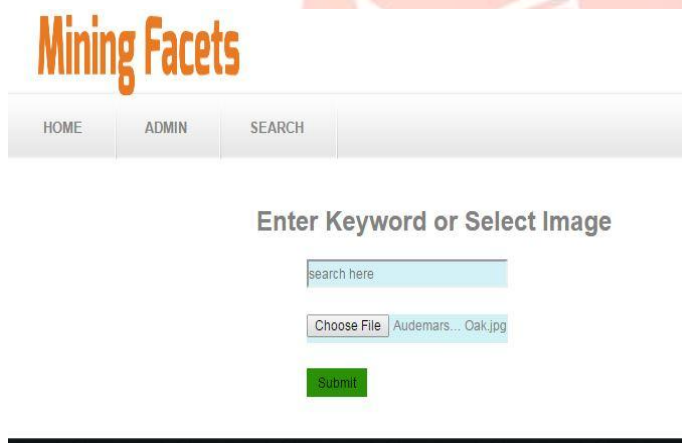 Mining Facets
HOME ADMIN SEARCH
Enter Keyword or Select Image
search here
Choose File Audemars... Oak.jpg
Submit